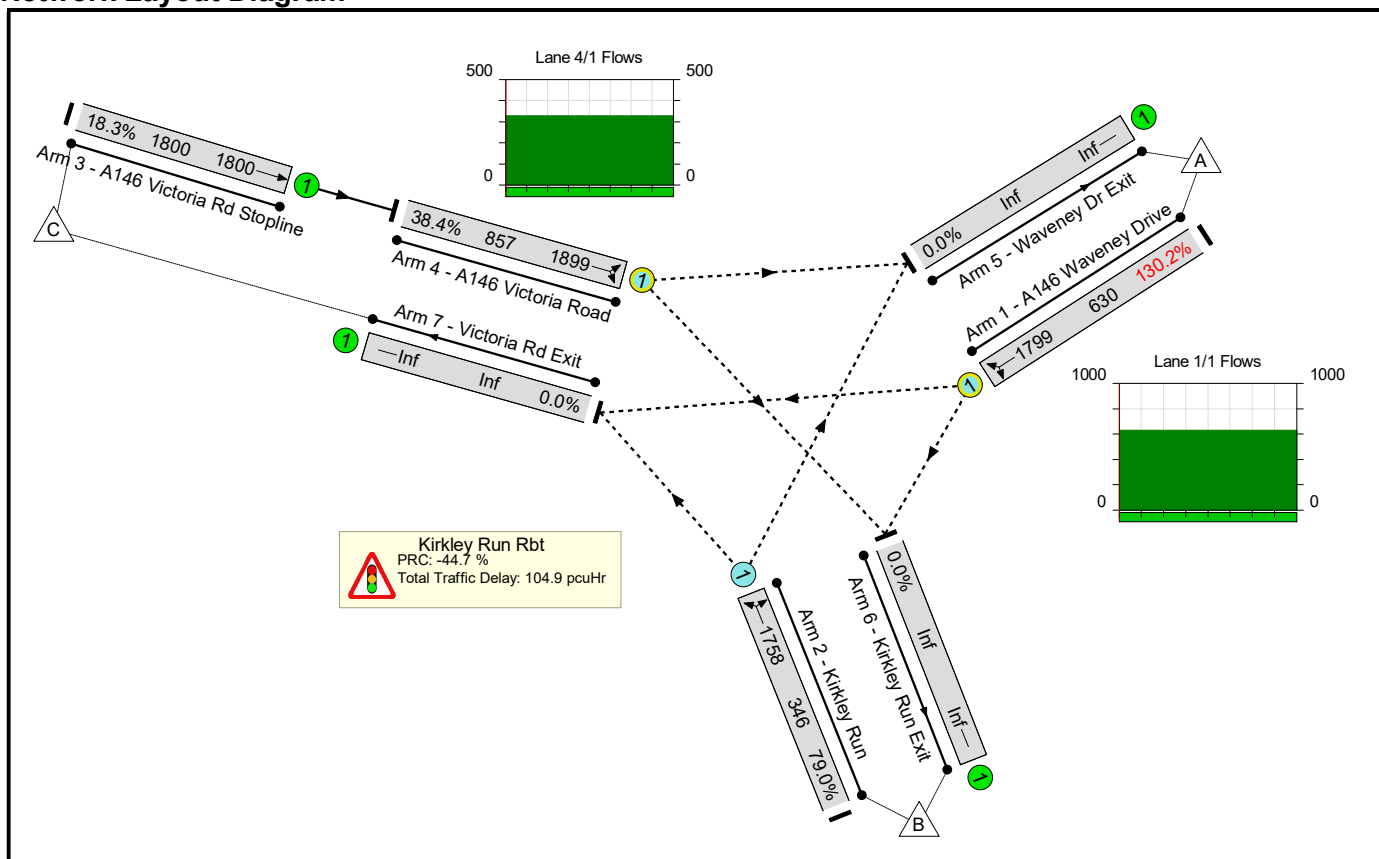 Network Layout Diagram
Lane 4/1 Flows
500
500
0
0
18.3% 1800 1800
1
Arm 3 - A146 Victoria Rd Stopline
C
38.4% 857 1899
1
Arm 4 - A146 Victoria Road
Arm 7 - Victoria Rd Exit
1
Inf Inf 0.0%
1
A
0.0% Inf Inf
Arm 5 - Waveney Dr Exit
Arm 1 - A146 Waveney Drive
1799 630 130.2%
1
Lane 1/1 Flows
1000
1000
0
0
Kirkley Run Rbt
PRC: -44.7 %
Total Traffic Delay: 104.9 pcuHr
1
1758 346 79.0%
Arm 2 - Kirkley Run
Arm 6 - Kirkley Run Exit
0.0% Inf Inf
1
B